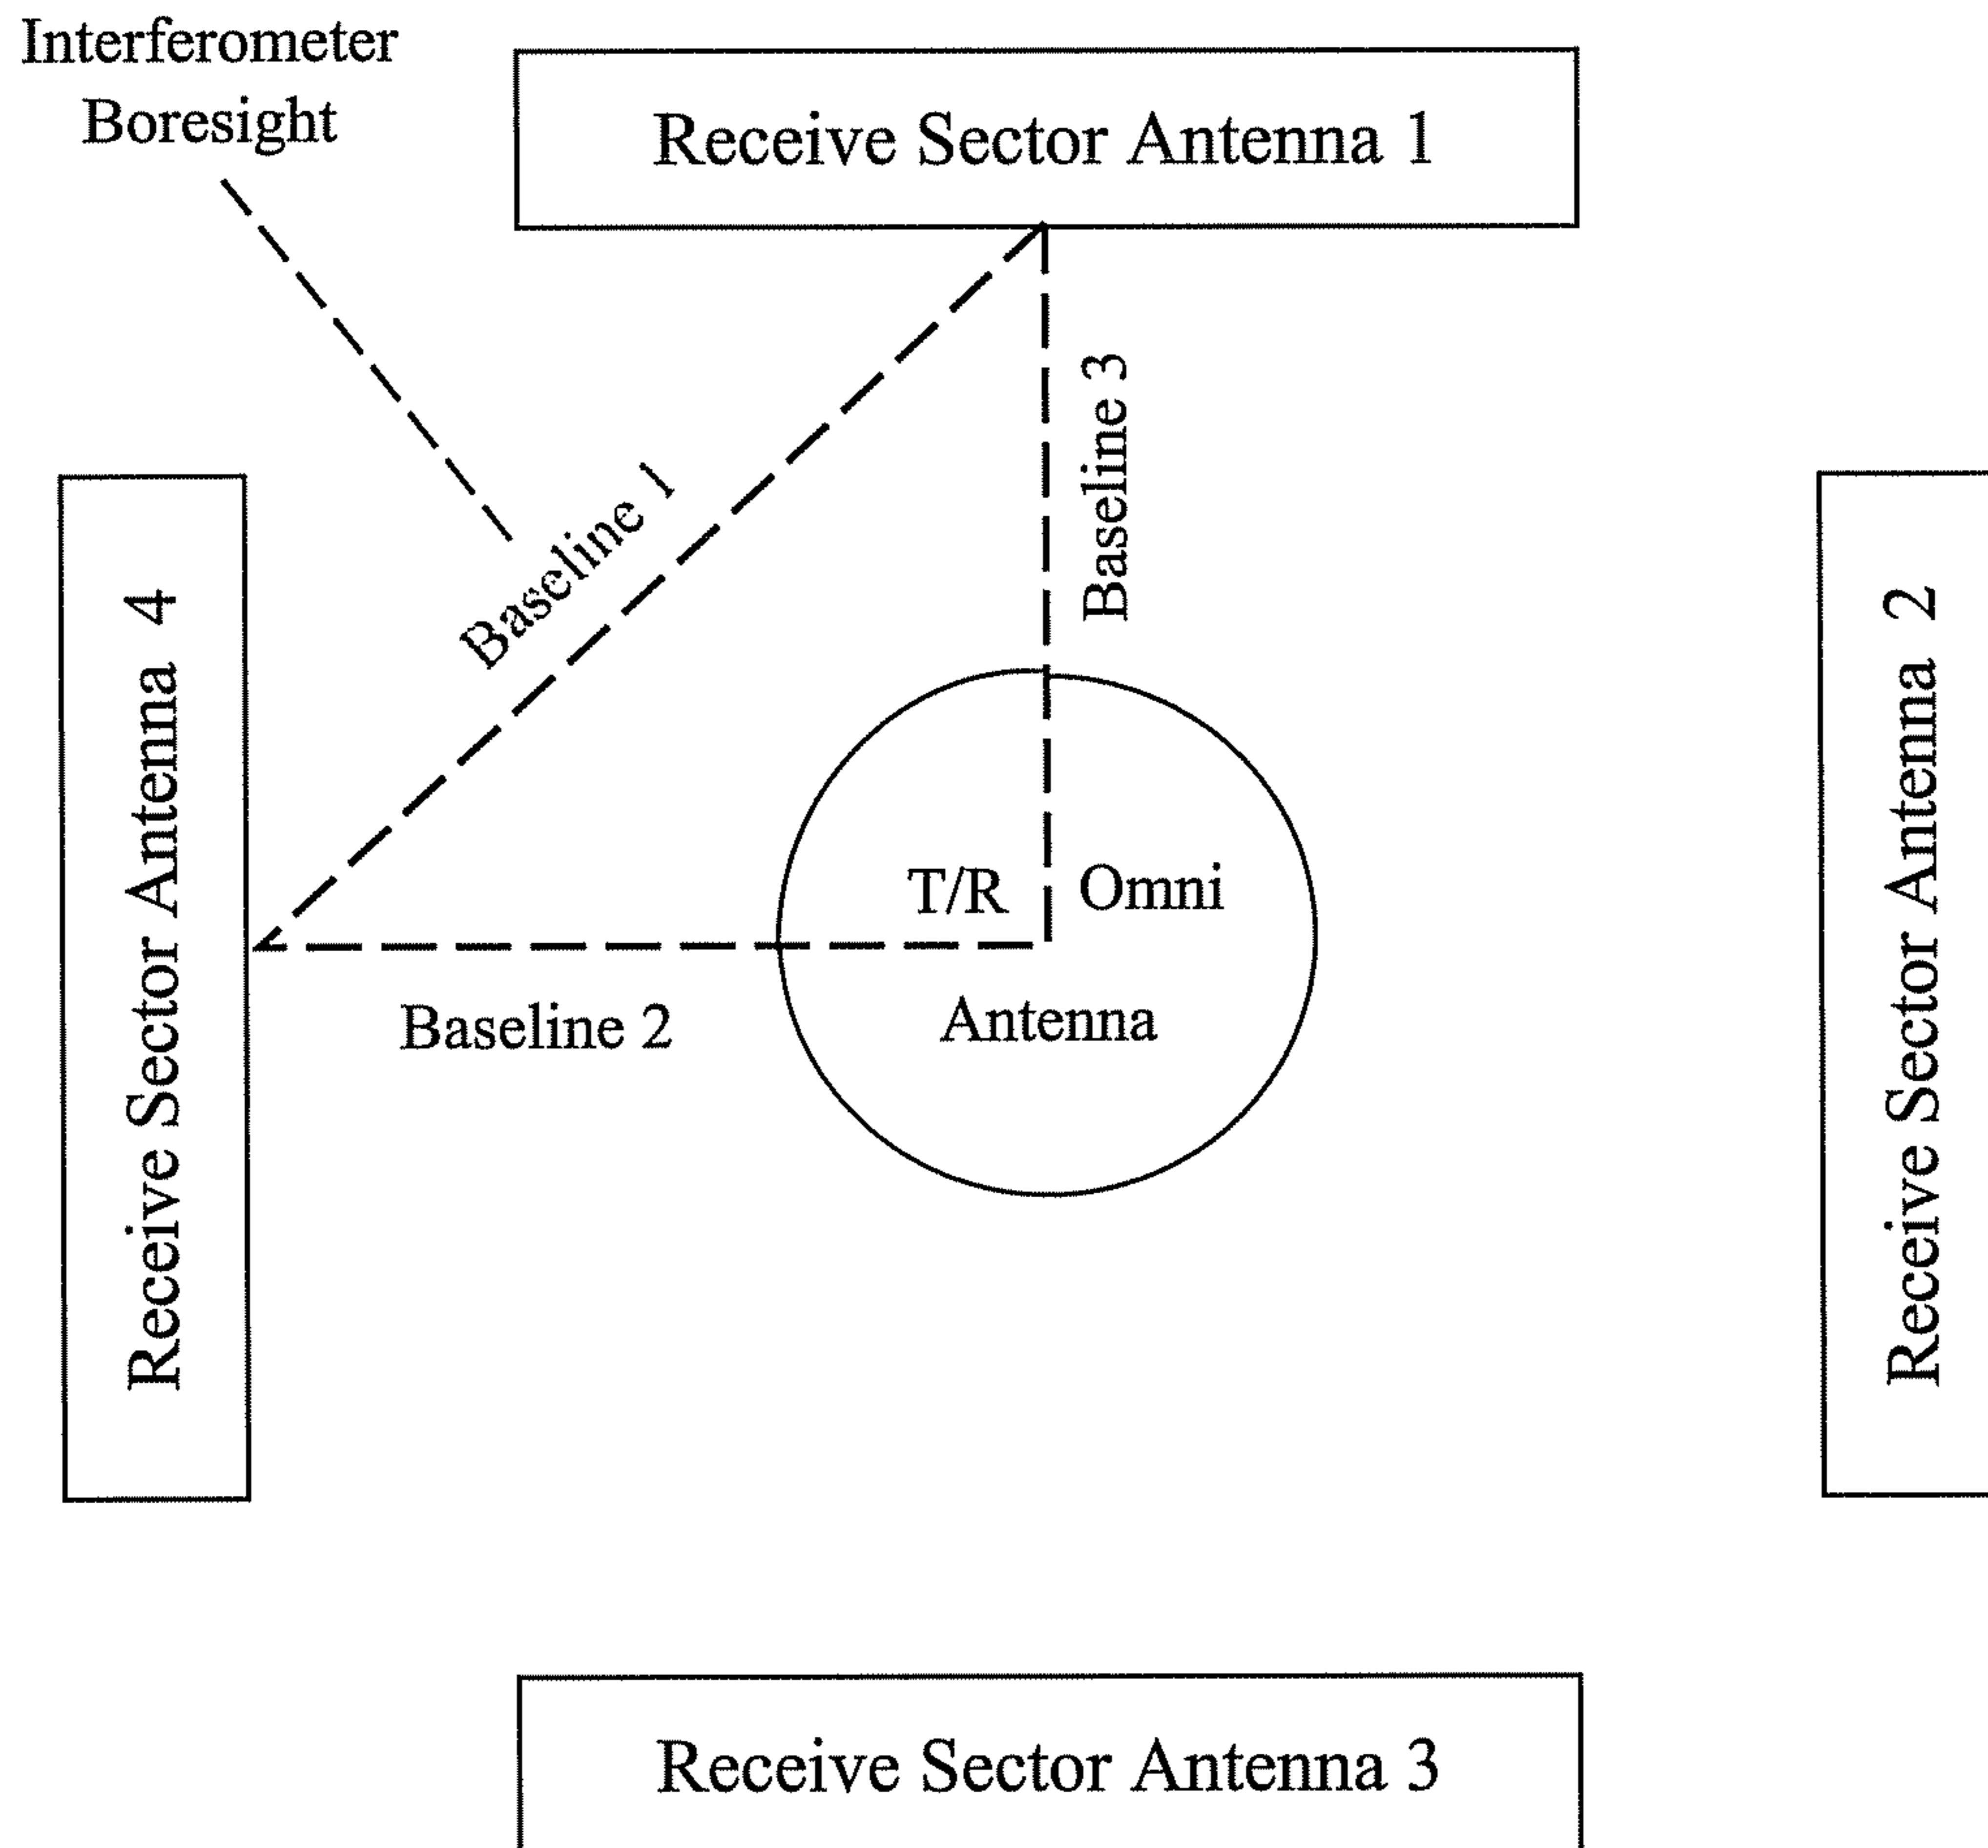 Interferometer
Boresight
Receive Sector Antenna 1
Baseline 1
Baseline 3
Receive Sector Antenna 4
T/R Omni
Antenna
Baseline 2
Receive Sector Antenna 2
Receive Sector Antenna 3